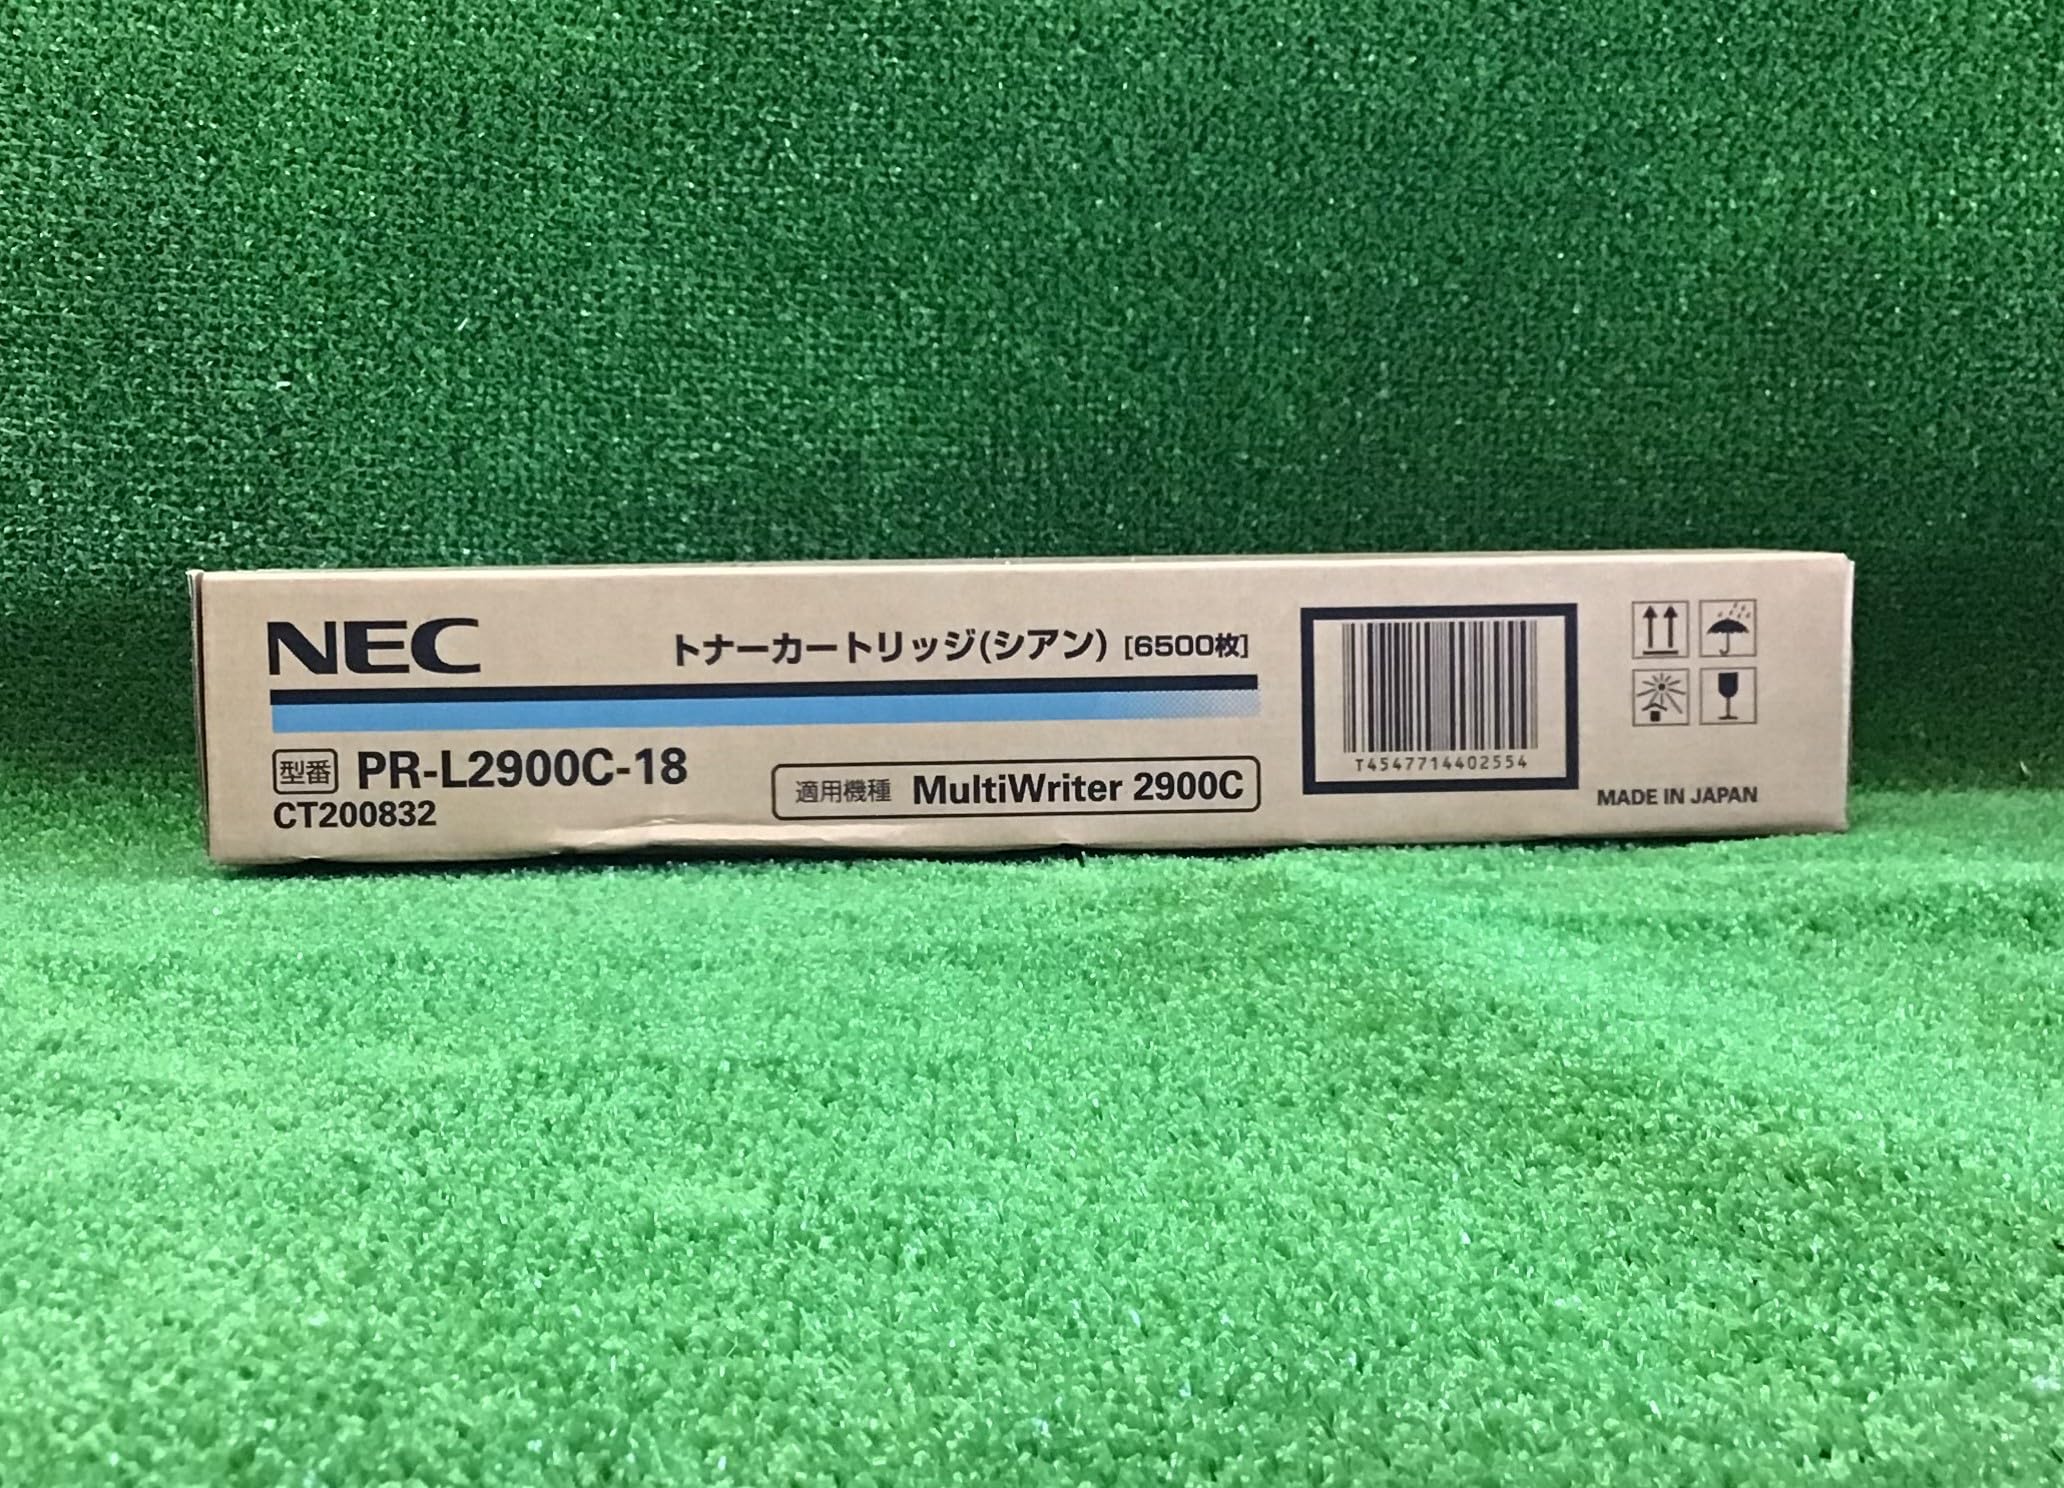 NEC
トナーカートリッジ(シアン) [6500枚]
型番 PR-L2900C-18
CT200832
適用機種 MultiWriter 2900C
T4547714402554
MADE IN JAPAN